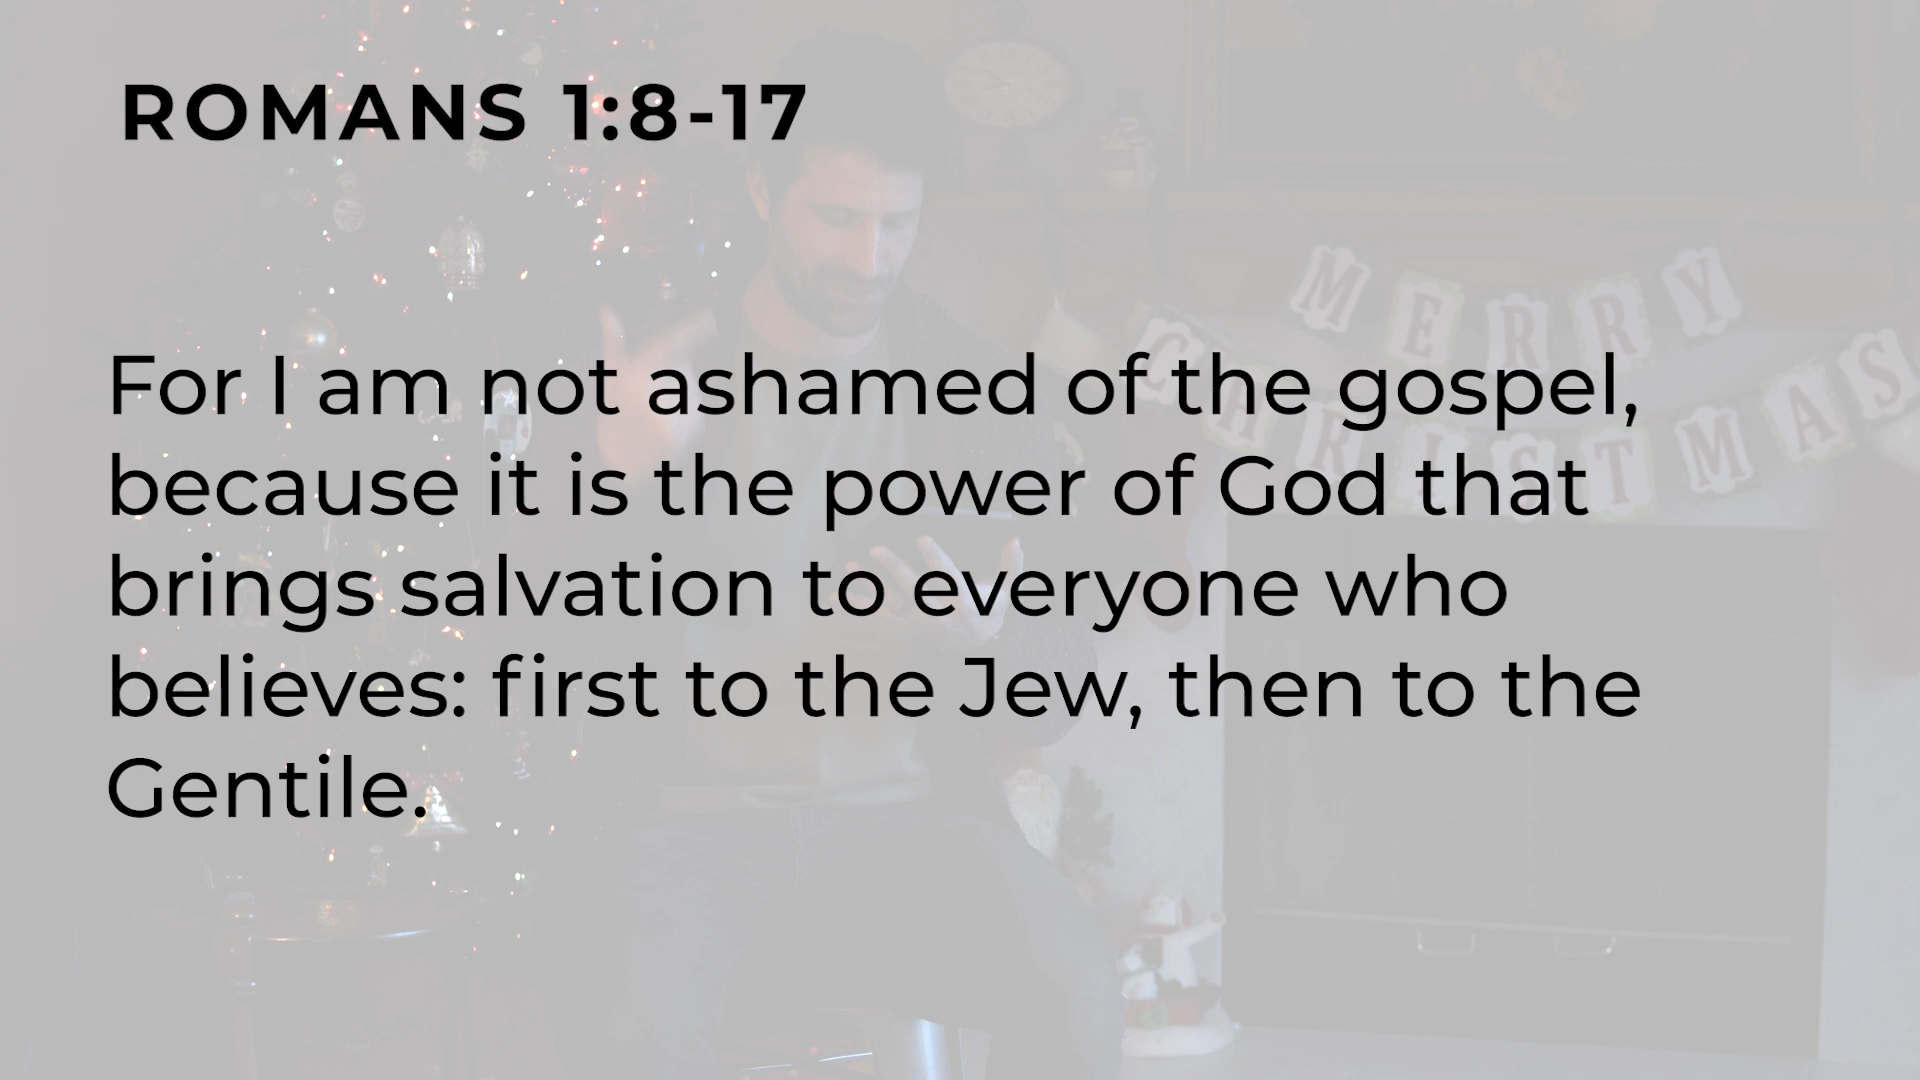 ROMANS 1:8-17
MERRY
CHRISTMAS
For I am not ashamed of the gospel,
because it is the power of God that
brings salvation to everyone who
believes: first to the Jew, then to the
Gentile.